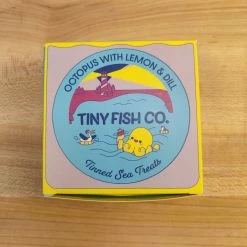 OCTOPUS WITH LEMON & DILL
TINY FISH CO.
Tinned Sea Treats